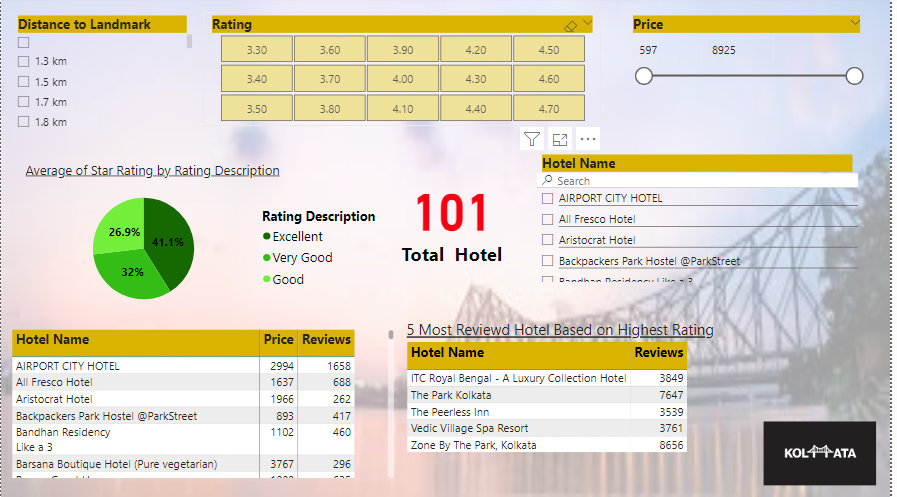 Distance to Landmark
1.3 km
1.5 km
1.7 km
1.8 km
Rating
3.30 3.60 3.90 4.20 4.50
3.40 3.70 4.00 4.30 4.60
3.50 3.80 4.10 4.40 4.70
Price
597 8925
Average of Star Rating by Rating Description
26.9%
41.1%
32%
Rating Description
Excellent
Very Good
Good
101
Total Hotel
Hotel Name
Search
AIRPORT CITY HOTEL
All Fresco Hotel
Aristocrat Hotel
Backpackers Park Hostel @ParkStreet
Bandhan Residency Like a 3
Hotel Name Price Reviews
AIRPORT CITY HOTEL 2994 1658
All Fresco Hotel 1637 688
Aristocrat Hotel 1966 262
Backpackers Park Hostel @ParkStreet 893 417
Bandhan Residency 1102 460
Like a 3
Barsana Boutique Hotel (Pure vegetarian) 3767 296
5 Most Reviewd Hotel Based on Highest Rating
Hotel Name Reviews
ITC Royal Bengal - A Luxury Collection Hotel 3849
The Park Kolkata 7647
The Peerless Inn 3539
Vedic Village Spa Resort 3761
Zone By The Park, Kolkata 8656
KOL ATA